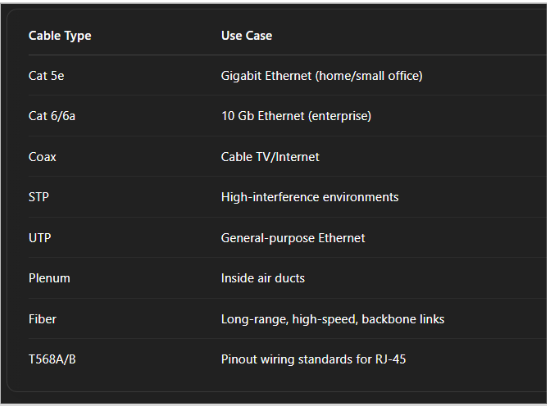 Cable Type Use Case
Cat 5e Gigabit Ethernet (home/small office)
Cat 6/6a 10 Gb Ethernet (enterprise)
Coax Cable TV/Internet
STP High-interference environments
UTP General-purpose Ethernet
Plenum Inside air ducts
Fiber Long-range, high-speed, backbone links
T568A/B Pinout wiring standards for RJ-45